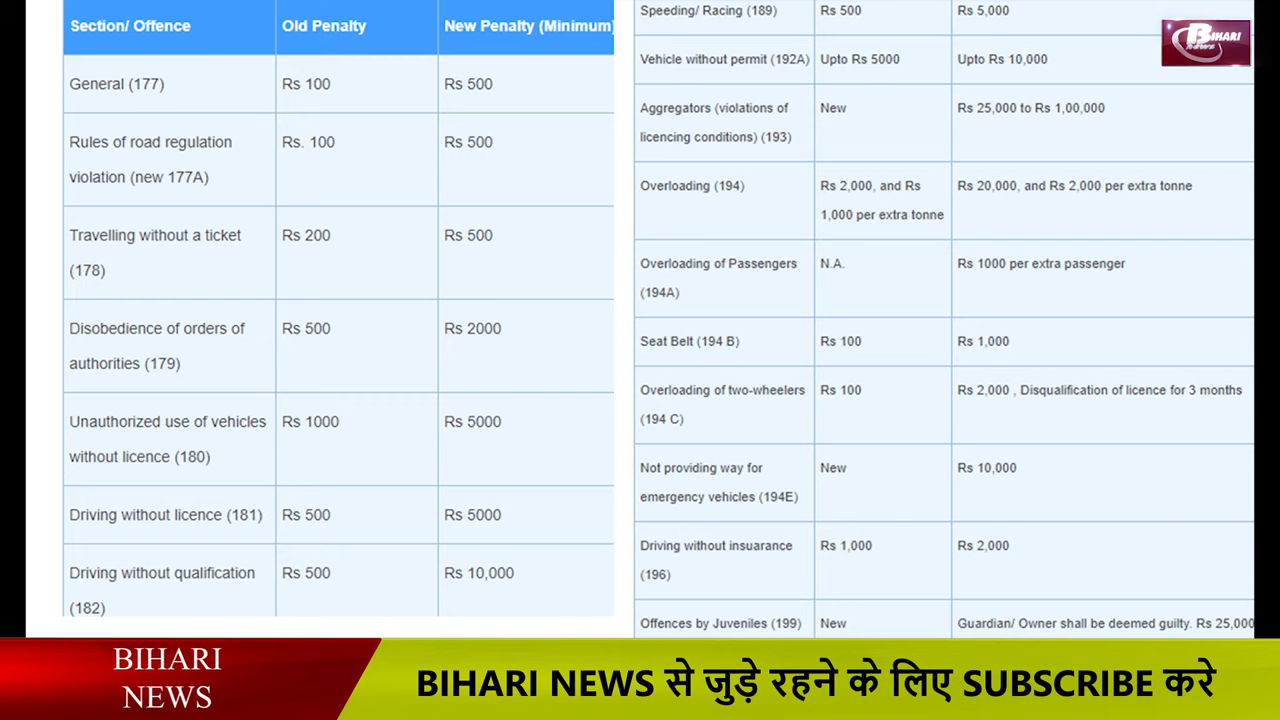 Section/ Offence Old Penalty New Penalty (Minimum)
General (177) Rs 100 Rs 500
Rules of road regulation Rs. 100 Rs 500
violation (new 177A)
Travelling without a ticket Rs 200 Rs 500
(178)
Disobedience of orders of Rs 500 Rs 2000
authorities (179)
Unauthorized use of vehicles Rs 1000 Rs 5000
without licence (180)
Driving without licence (181) Rs 500 Rs 5000
Driving without qualification Rs 500 Rs 10,000
(182)
Speeding/ Racing (189) Rs 500 Rs 5,000
Vehicle without permit (192A) Upto Rs 5000 Upto Rs 10,000
Aggregators (violations of New Rs 25,000 to Rs 1,00,000
licencing conditions) (193)
Overloading (194) Rs 2,000, and Rs Rs 20,000, and Rs 2,000 per extra tonne
1,000 per extra tonne
Overloading of Passengers N.A. Rs 1000 per extra passenger
(194A)
Seat Belt (194 B) Rs 100 Rs 1,000
Overloading of two-wheelers Rs 100 Rs 2,000 , Disqualification of licence for 3 months
(194 C)
Not providing way for New Rs 10,000
emergency vehicles (194E)
Driving without insuarance Rs 1,000 Rs 2,000
(196)
Offences by Juveniles (199) New Guardian/ Owner shall be deemed guilty. Rs 25,000
BIHARI
BIHARI
NEWS
BIHARI NEWS से जुड़े रहने के लिए SUBSCRIBE करे